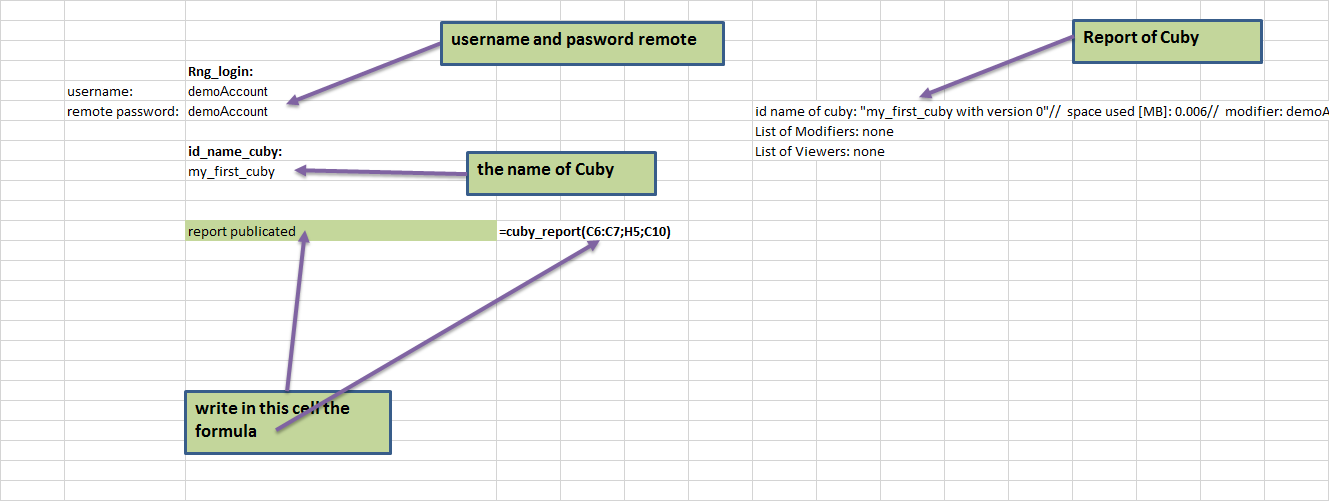 username and pasword remote
Report of Cuby
Rng_login:
username: demoAccount
remote password: demoAccount
id name of cuby: "my_first_cuby with version 0"// space used [MB]: 0.006// modifier: demoA
List of Modifiers: none
List of Viewers: none
id_name_cuby:
my_first_cuby
the name of Cuby
report publicated =cuby_report(C6:C7;H5;C10)
write in this cell the
formula